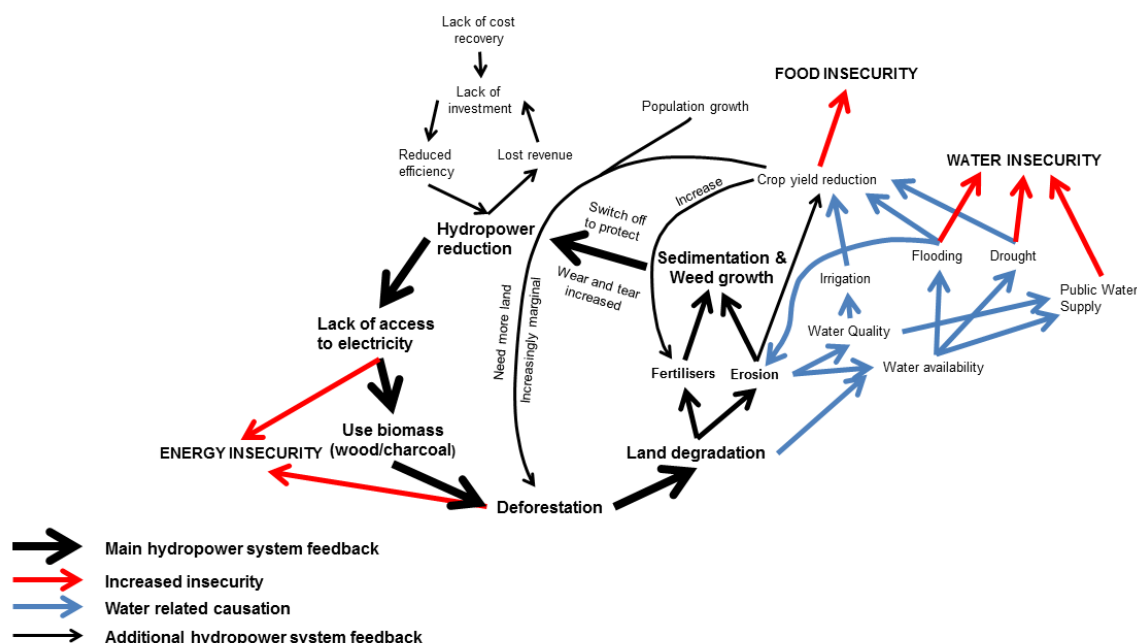 Lack of cost
recovery
Lack of
investment
Reduced
efficiency
Lost revenue
Hydropower
reduction
Population growth
FOOD INSECURITY
WATER INSECURITY
Crop yield reduction
Increase
Switch off
to protect
Wear and tear
increased
Sedimentation &
Weed growth
Need more land
Increasingly marginal
Flooding
Drought
Irrigation
Public Water
Supply
Water Quality
Water availability
Lack of access
to electricity
Fertilisers
Erosion
Use biomass
(wood/charcoal)
ENERGY INSECURITY
Land degradation
Deforestation
Main hydropower system feedback
Increased insecurity
Water related causation
Additional hydropower system feedback